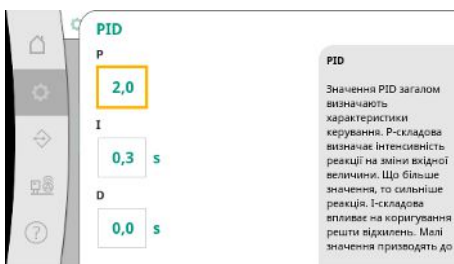 PID
P
2,0
I
0,3 s
D
0,0 s
PID
Значення PID загалом
визначають
характеристики
керування. P-складова
визначає інтенсивність
реакції на зміни вхідної
величини. Що більше
значення, то сильніше
реакція. I-складова
впливає на коригування
решти відхилень. Малі
значення призводять до